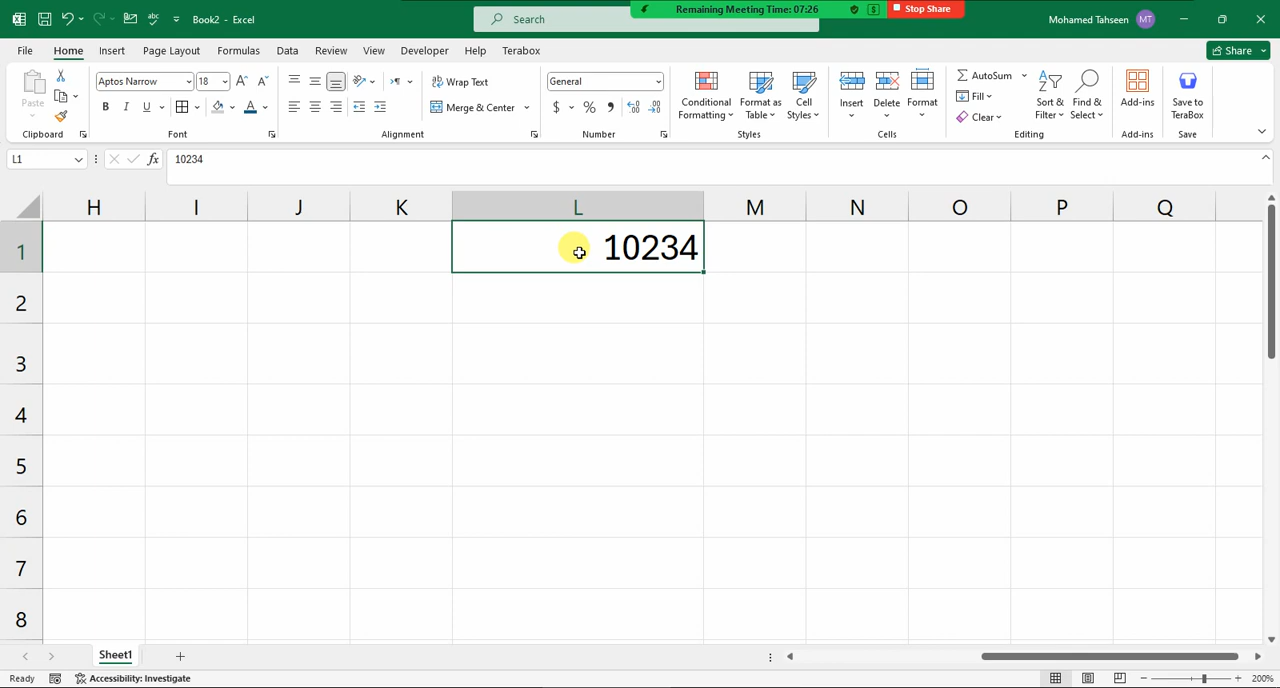 Book2 - Excel
Search
Remaining Meeting Time: 07:26
$
Stop Share
Mohamed Tahseen
MT
File
Home
Insert
Page Layout
Formulas
Data
Review
View
Developer
Help
Terabox
Share
Paste
Aptos Narrow
18
Wrap Text
General
AutoSum
Fill
Clear
B I U
Merge & Center
$ % ,
Conditional Formatting
Format as Table
Cell Styles
Insert
Delete
Format
Sort & Filter
Find & Select
Add-ins
Save to TeraBox
Clipboard
Font
Alignment
Number
Styles
Cells
Editing
Add-ins
Save
L1
fx
10234
H I J K L M N O P Q
1 10234
2
3
4
5
6
7
8
Sheet1
Ready
Accessibility: Investigate
200%